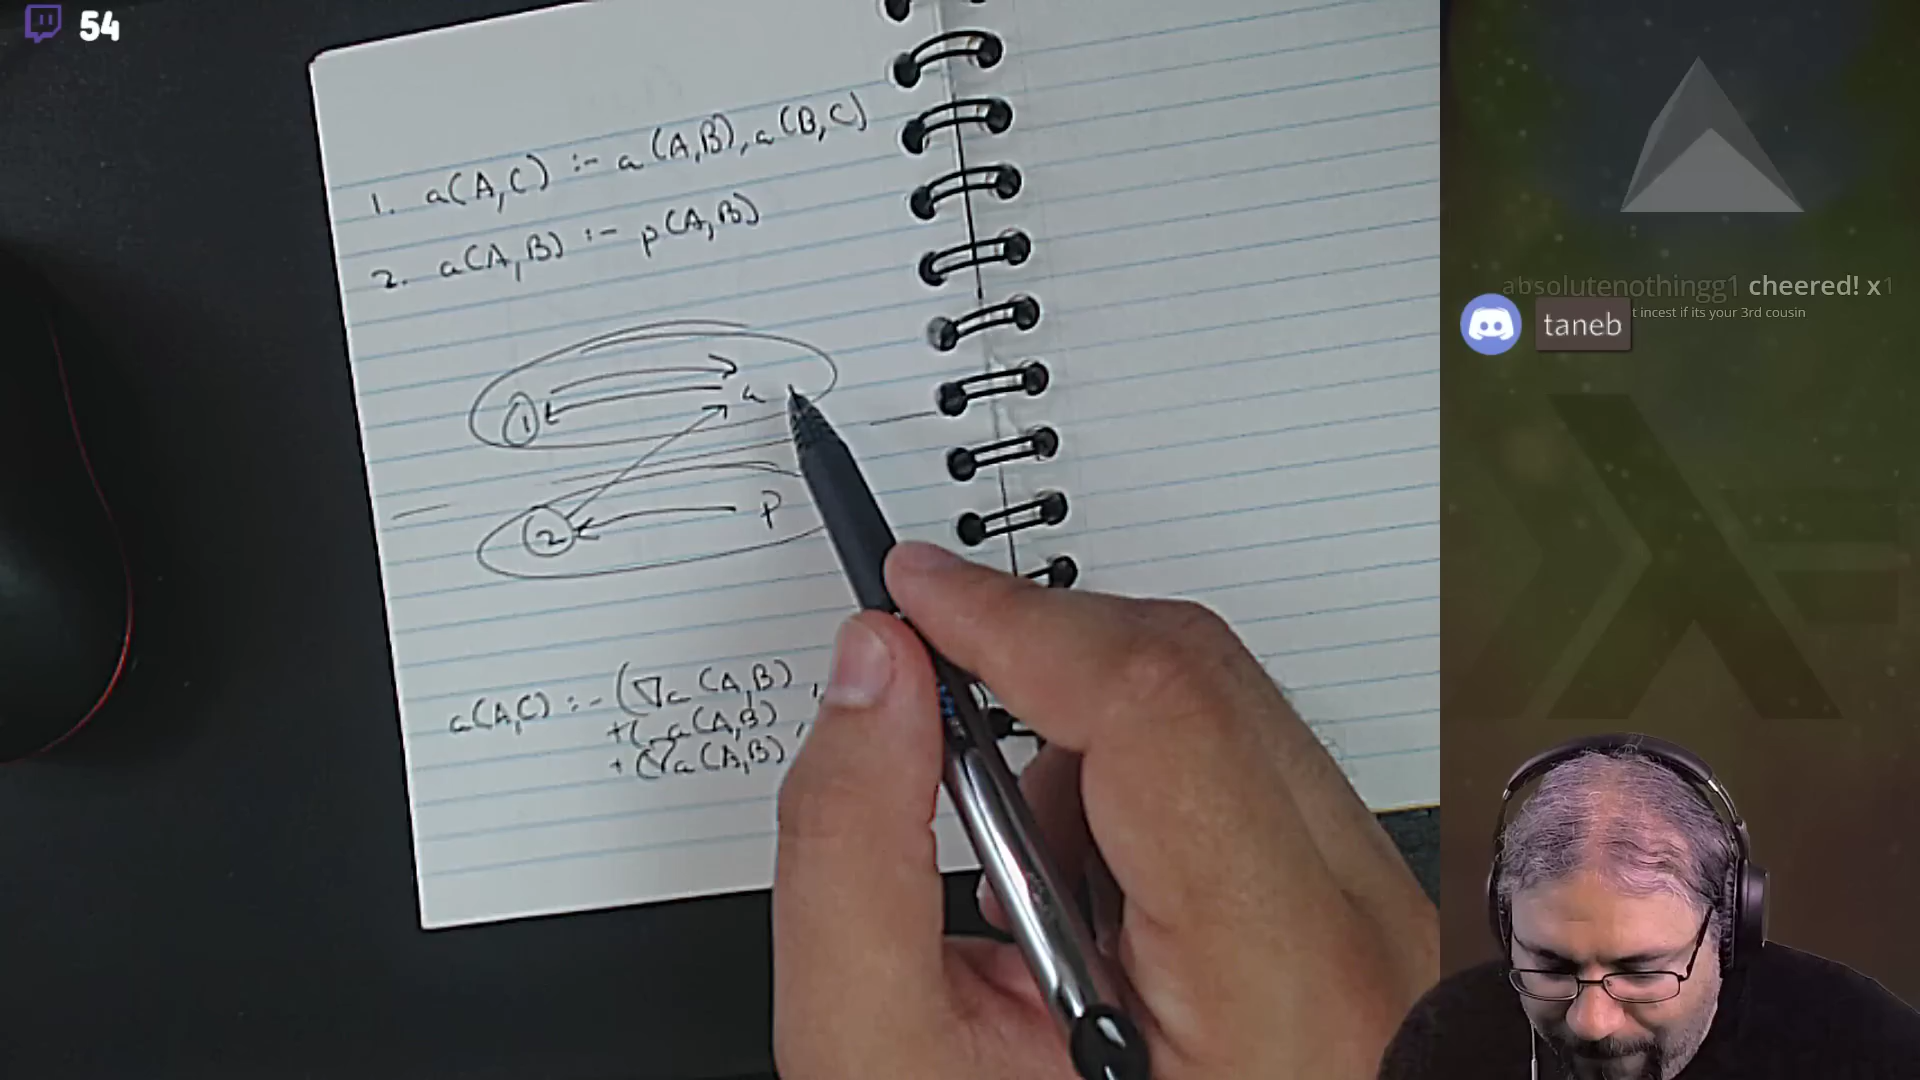 54
1. a(A,C) :- a(A,B), a(B,C)
2. a(A,B) :- p(A,B)
1 a
2 p
a(A,C) :- (∇a(A,B) ,
+( a(A,B) ,
+ (∇a(A,B)
absolutenothingg1 cheered! x1
t incest if its your 3rd cousin
taneb